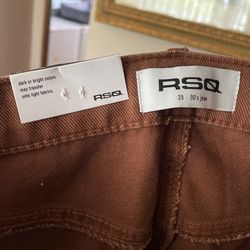 dark or bright colors
may transfer
onto light fabrics
RSQ
RSQ
28 90's jean